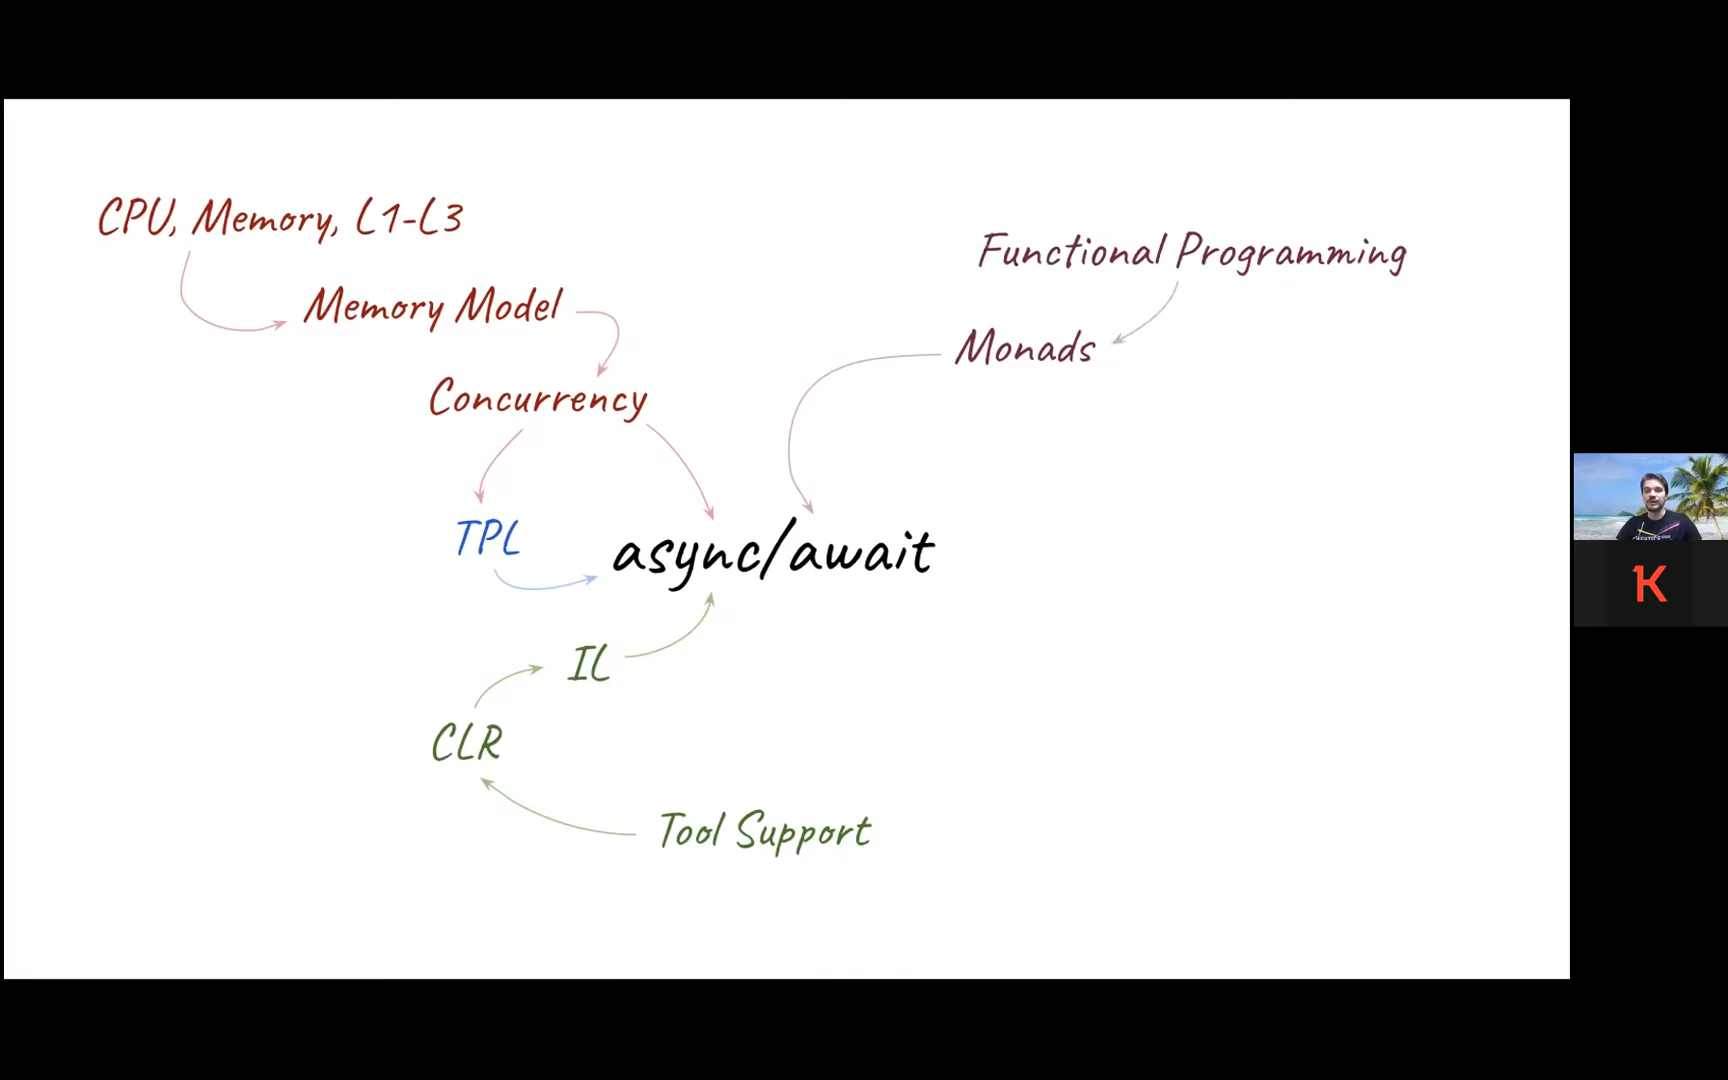 CPU, Memory, L1-L3
Functional Programming
Memory Model
Monads
Concurrency
TPL
async/await
IL
CLR
Tool Support
K